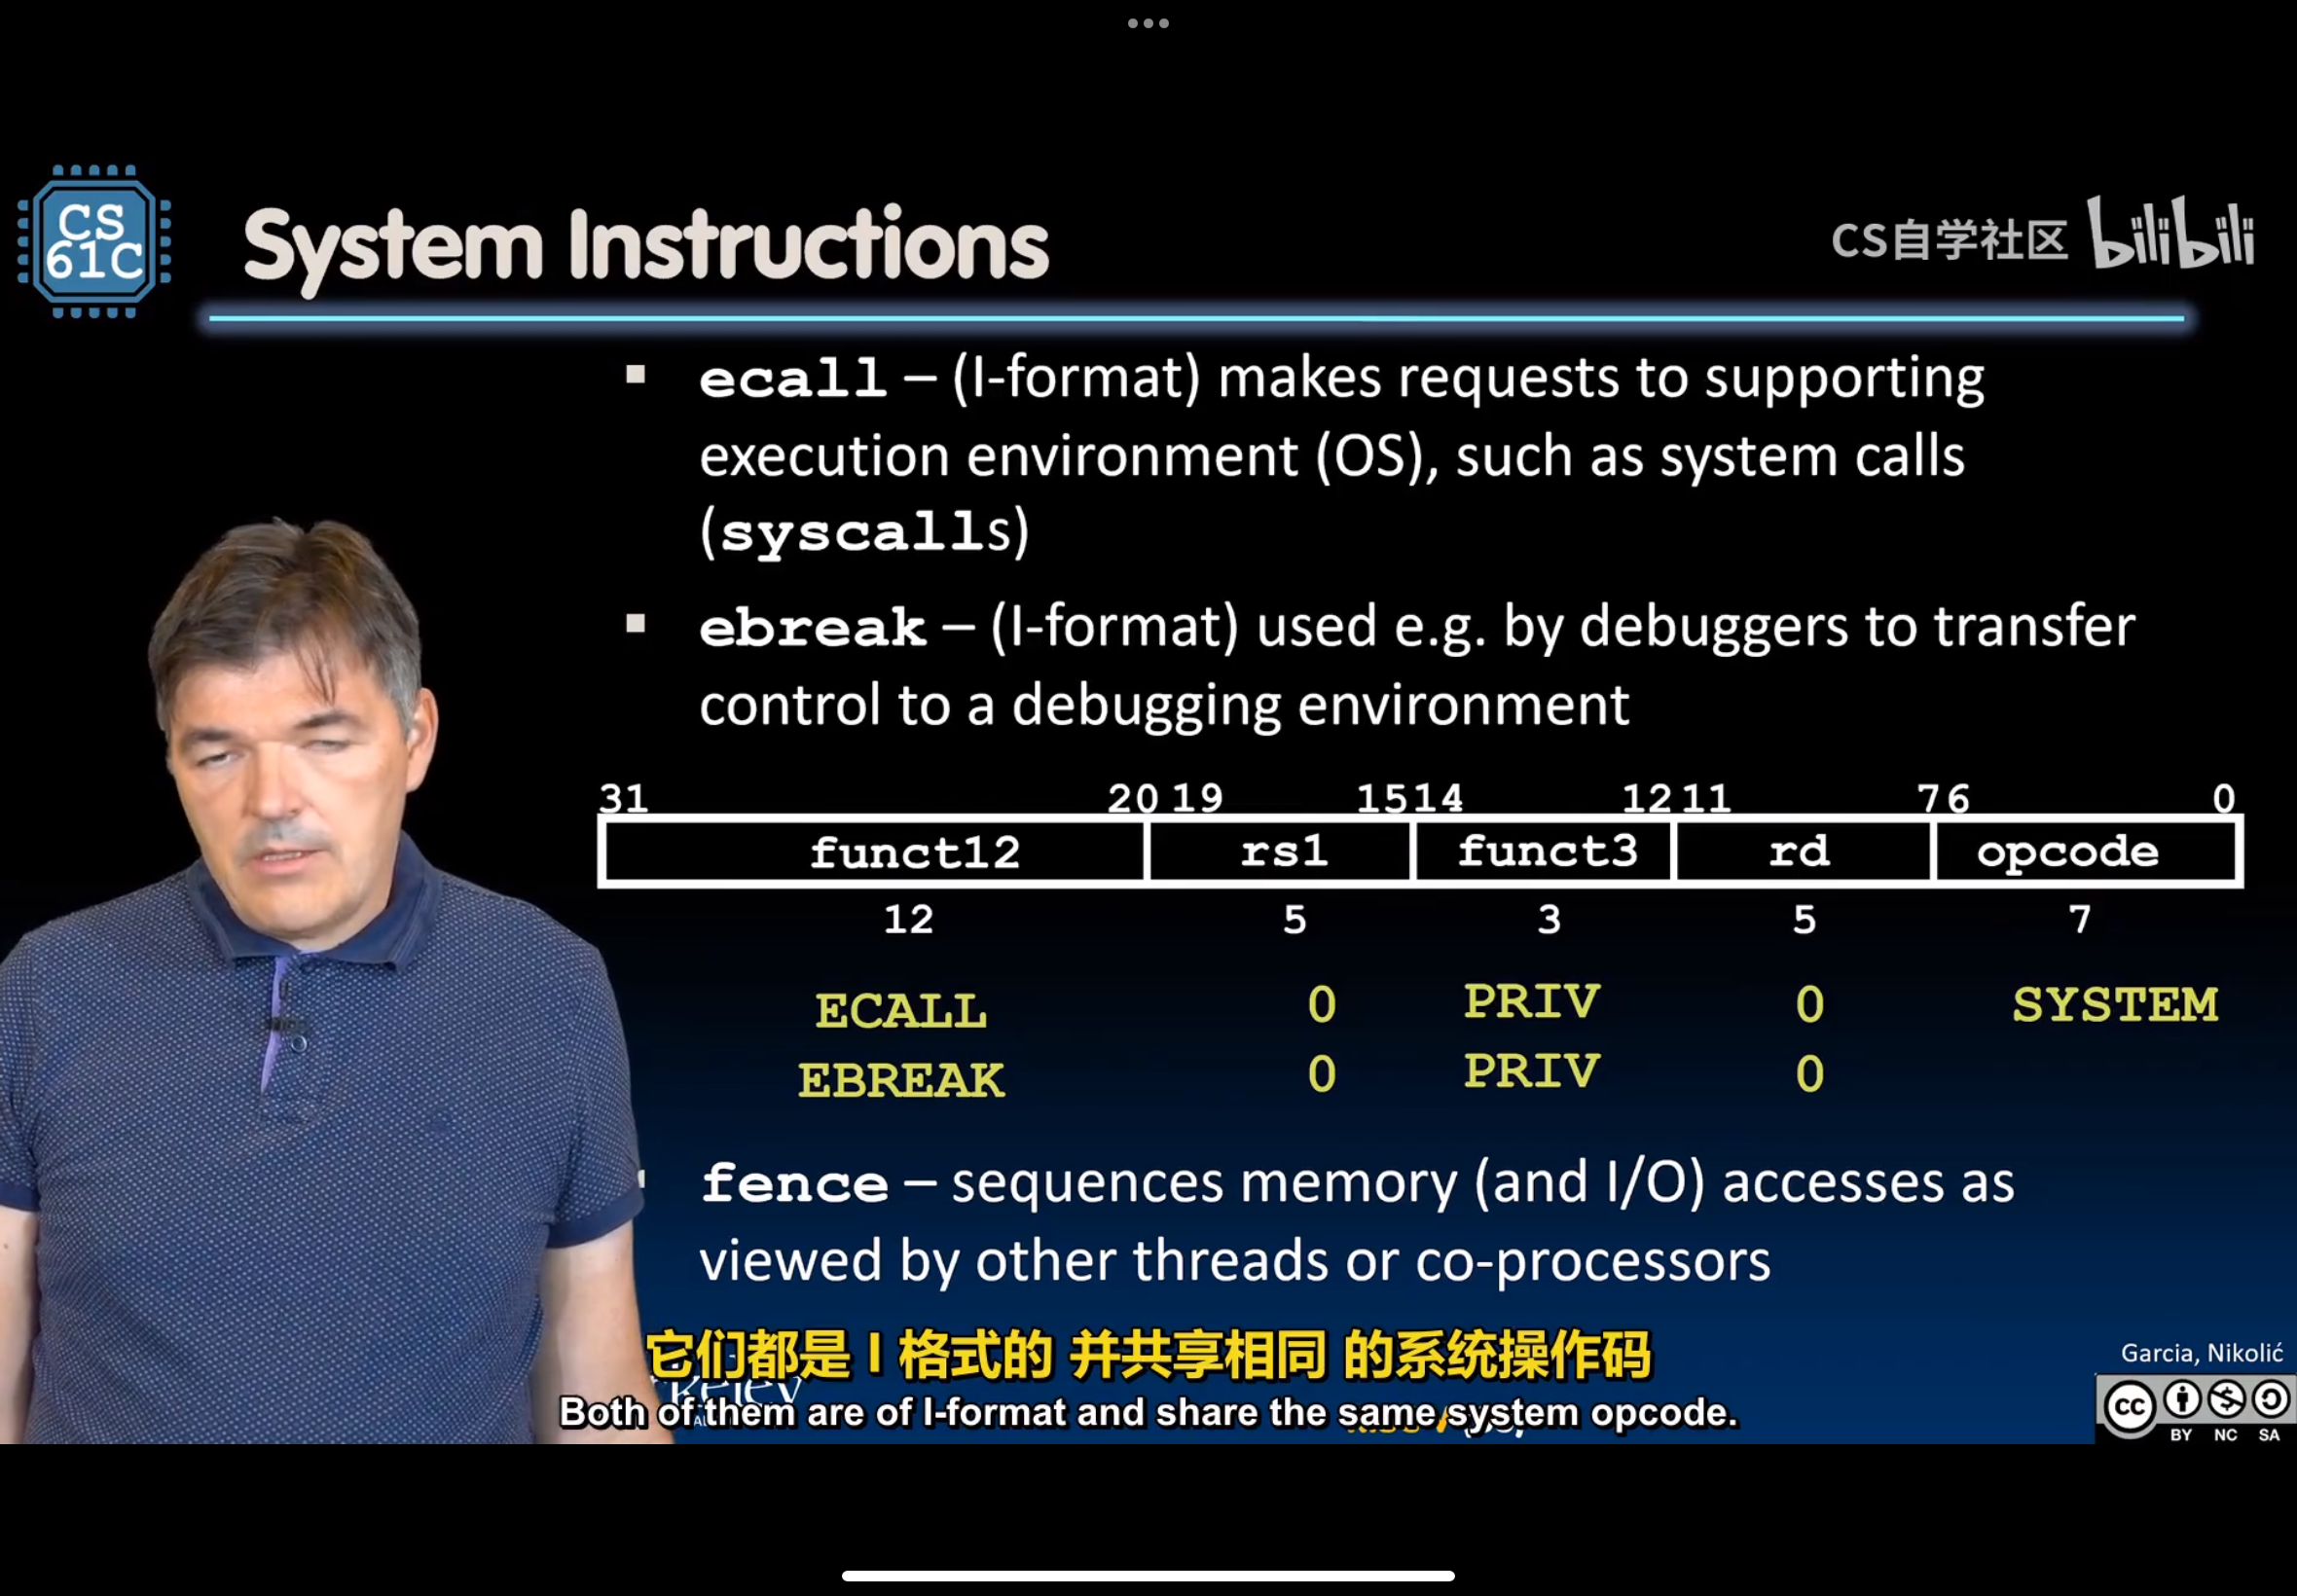 CS
61C
System Instructions
CS自学社区 bilibili
▪ ecall – (I-format) makes requests to supporting
execution environment (OS), such as system calls
(syscalls)
▪ ebreak – (I-format) used e.g. by debuggers to transfer
control to a debugging environment
31 20 19 15 14 12 11 7 6 0
funct12 rs1 funct3 rd opcode
12 5 3 5 7
ECALL 0 PRIV 0 SYSTEM
EBREAK 0 PRIV 0
fence – sequences memory (and I/O) accesses as
viewed by other threads or co-processors
它们都是 I 格式的 并共享相同 的系统操作码
Both of them are of I-format and share the same system opcode.
Garcia, Nikolić
cc
BY NC SA